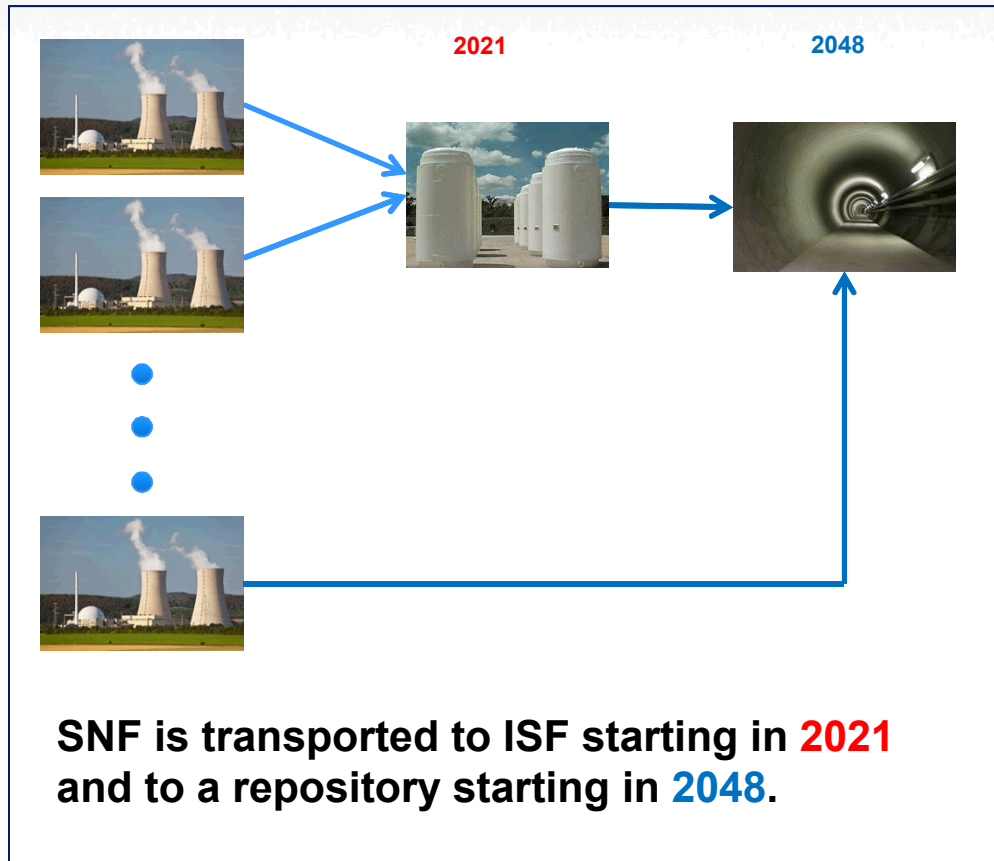 2021 2048
SNF is transported to ISF starting in 2021
and to a repository starting in 2048.